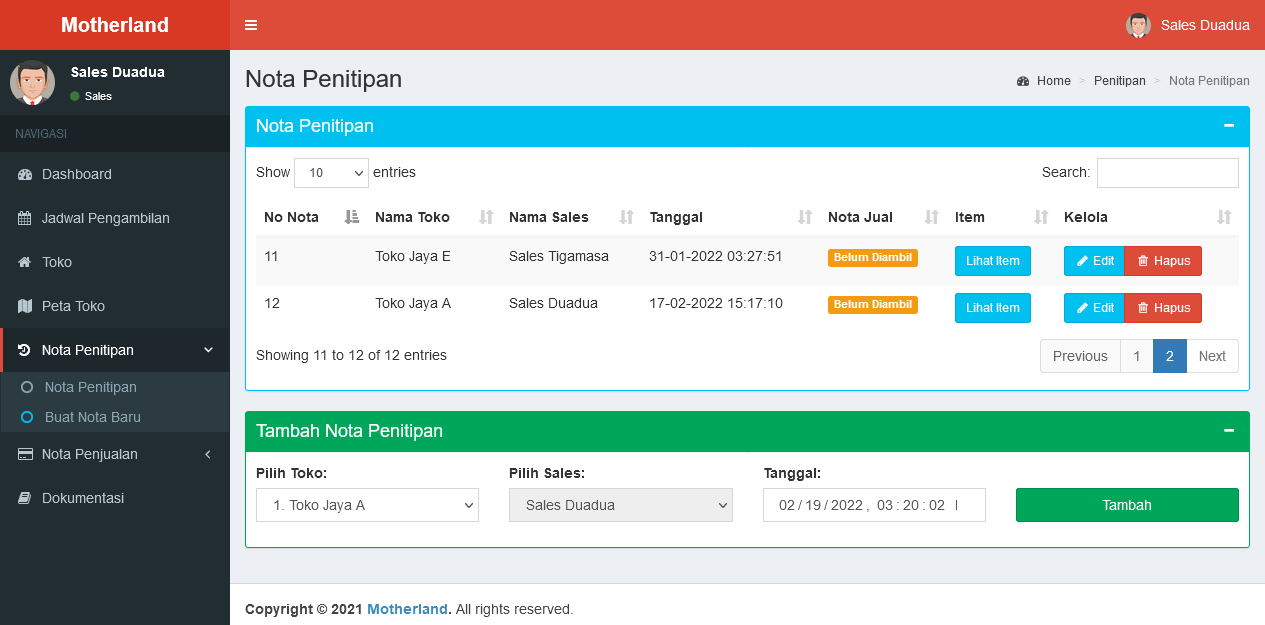 Motherland
Sales Duadua
Sales Duadua
Sales
NAVIGASI
Dashboard
Jadwal Pengambilan
Toko
Peta Toko
Nota Penitipan
Nota Penitipan
Buat Nota Baru
Nota Penjualan
Dokumentasi
Nota Penitipan
Home > Penitipan > Nota Penitipan
Nota Penitipan
Show 10 entries
Search:
No Nota Nama Toko Nama Sales Tanggal Nota Jual Item Kelola
11 Toko Jaya E Sales Tigamasa 31-01-2022 03:27:51 Belum Diambil Lihat Item Edit Hapus
12 Toko Jaya A Sales Duadua 17-02-2022 15:17:10 Belum Diambil Lihat Item Edit Hapus
Showing 11 to 12 of 12 entries
Previous 1 2 Next
Tambah Nota Penitipan
Pilih Toko: Pilih Sales: Tanggal:
1. Toko Jaya A Sales Duadua 02/19/2022, 03:20:02 Tambah
Copyright © 2021 Motherland. All rights reserved.